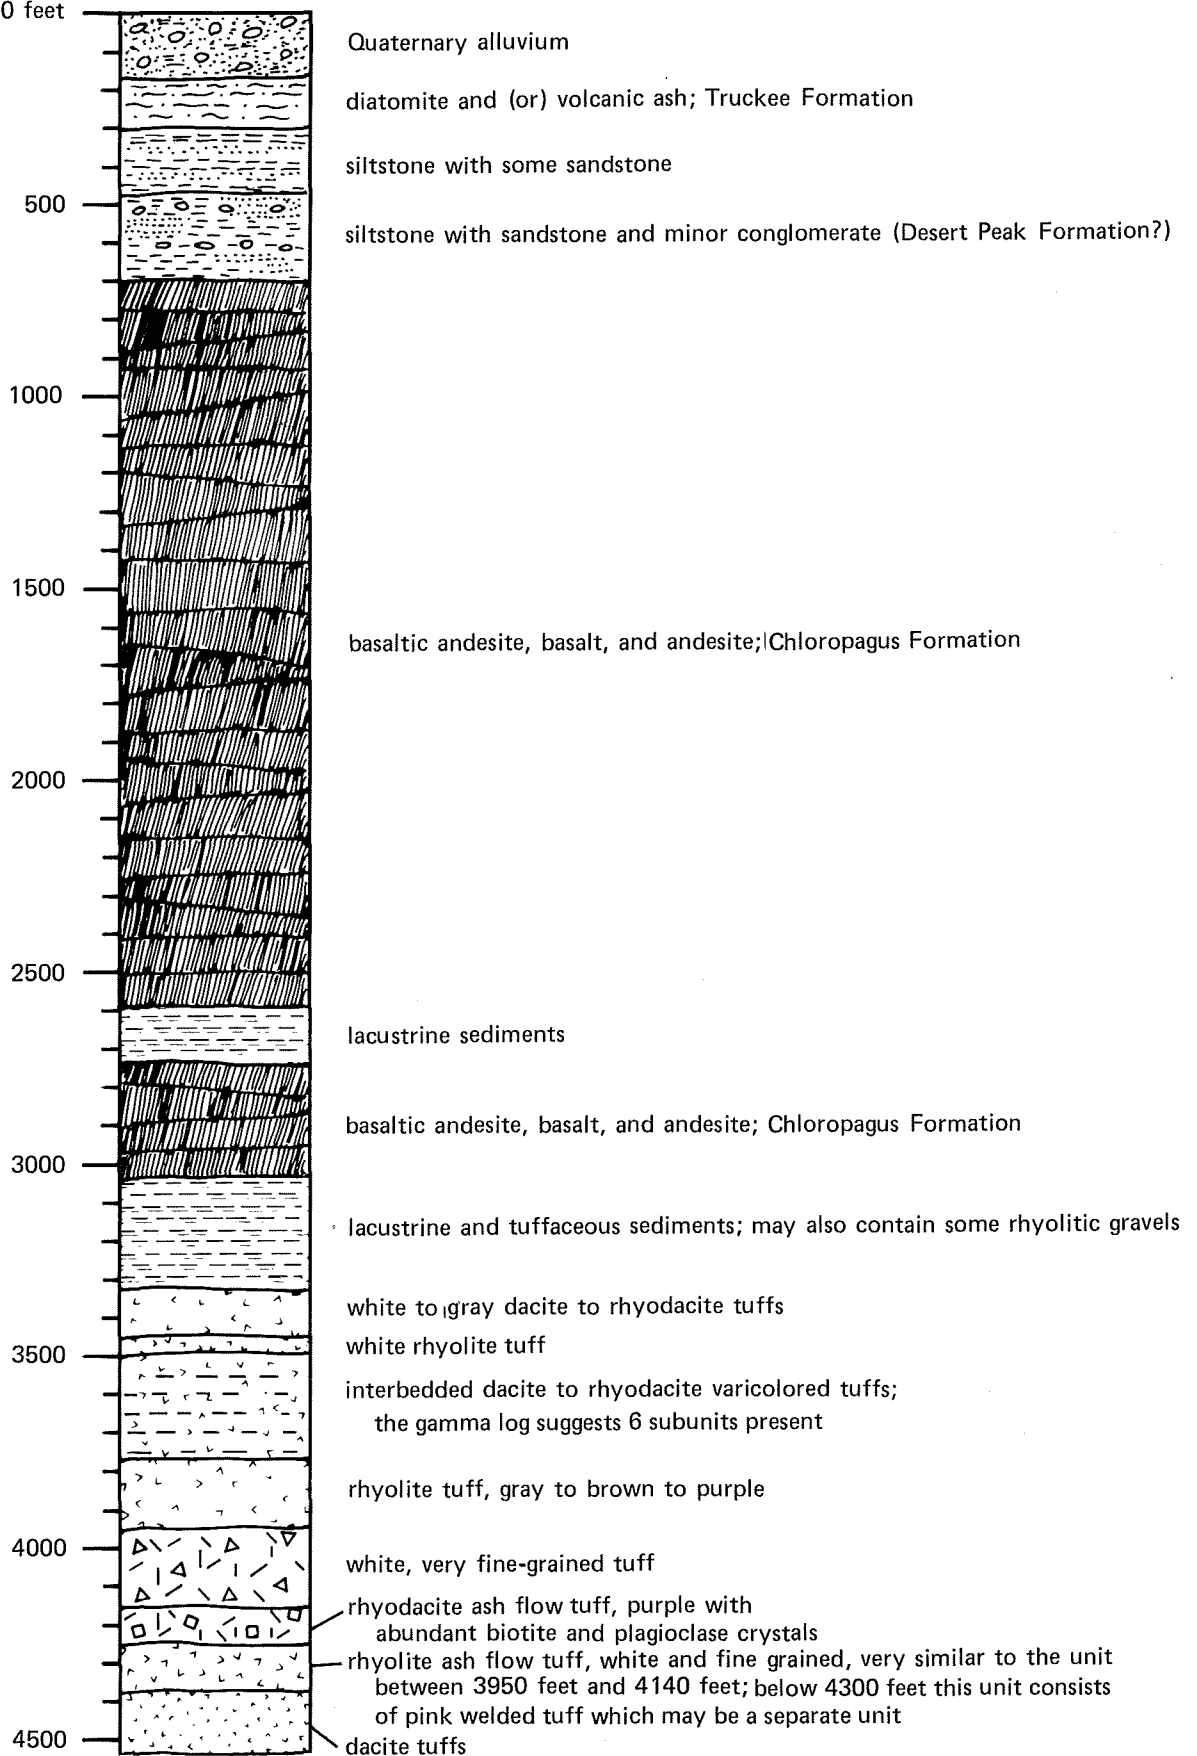 0 feet
Quaternary alluvium
diatomite and (or) volcanic ash; Truckee Formation
siltstone with some sandstone
500
siltstone with sandstone and minor conglomerate (Desert Peak Formation?)
1000
1500
basaltic andesite, basalt, and andesite; Chloropagus Formation
2000
2500
lacustrine sediments
basaltic andesite, basalt, and andesite; Chloropagus Formation
3000
lacustrine and tuffaceous sediments; may also contain some rhyolitic gravels
white to gray dacite to rhyodacite tuffs
white rhyolite tuff
3500
interbedded dacite to rhyodacite varicolored tuffs;
the gamma log suggests 6 subunits present
rhyolite tuff, gray to brown to purple
4000
white, very fine-grained tuff
rhyodacite ash flow tuff, purple with
abundant biotite and plagioclase crystals
rhyolite ash flow tuff, white and fine grained, very similar to the unit
between 3950 feet and 4140 feet; below 4300 feet this unit consists
of pink welded tuff which may be a separate unit
4500
dacite tuffs